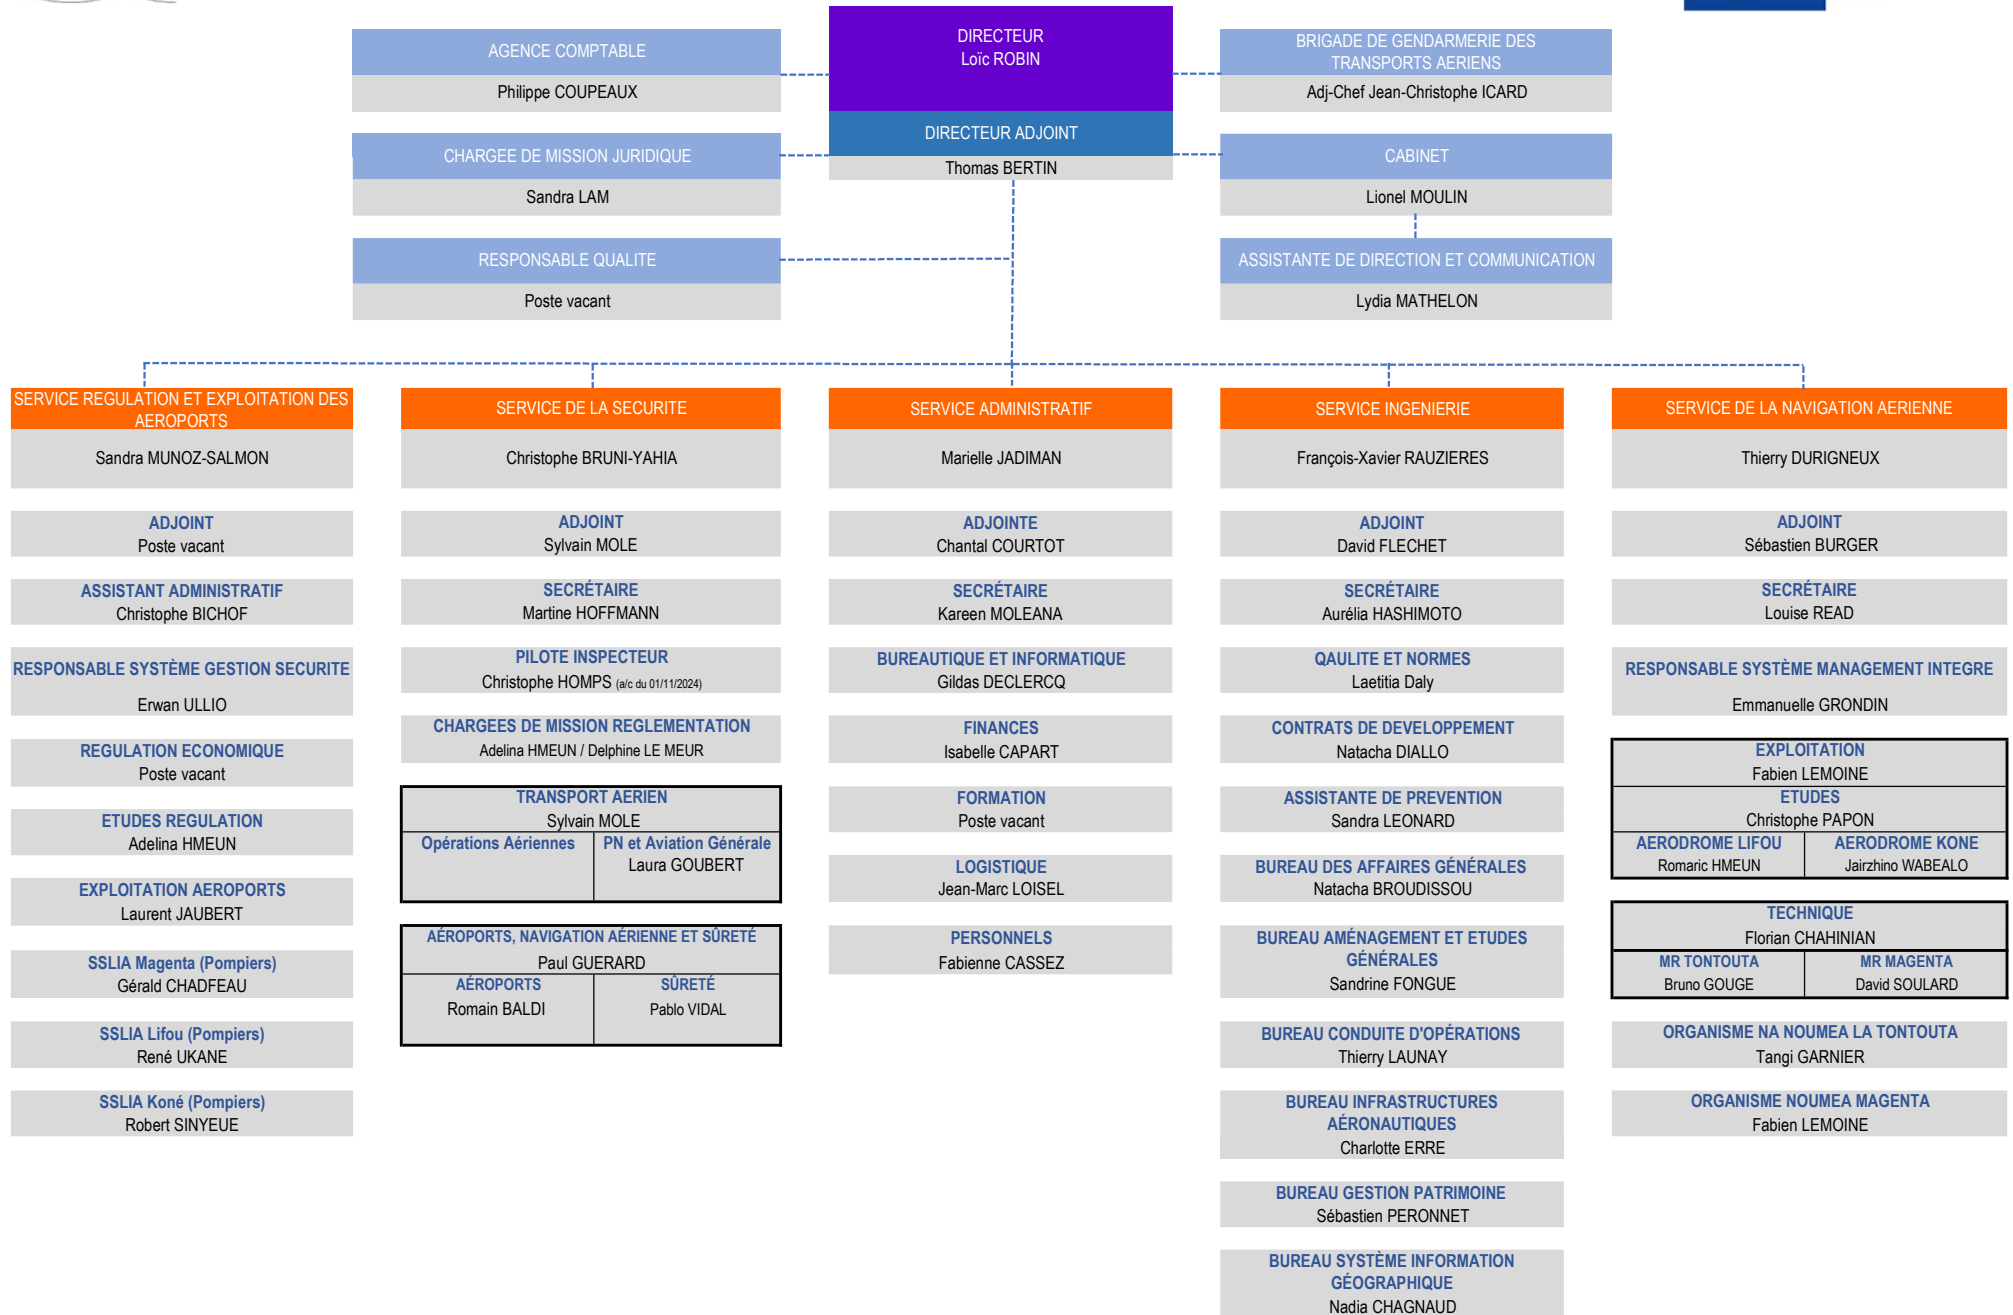 DIRECTEUR
Loïc ROBIN
AGENCE COMPTABLE
Philippe COUPEAUX
BRIGADE DE GENDARMERIE DES
TRANSPORTS AERIENS
Adj-Chef Jean-Christophe ICARD
DIRECTEUR ADJOINT
Thomas BERTIN
CHARGEE DE MISSION JURIDIQUE
Sandra LAM
CABINET
Lionel MOULIN
RESPONSABLE QUALITE
Poste vacant
ASSISTANTE DE DIRECTION ET COMMUNICATION
Lydia MATHELON
SERVICE REGULATION ET EXPLOITATION DES
AEROPORTS
Sandra MUNOZ-SALMON
ADJOINT
Poste vacant
ASSISTANT ADMINISTRATIF
Christophe BICHOF
RESPONSABLE SYSTÈME GESTION SECURITE
Erwan ULLIO
REGULATION ECONOMIQUE
Poste vacant
ETUDES REGULATION
Adelina HMEUN
EXPLOITATION AEROPORTS
Laurent JAUBERT
SSLIA Magenta (Pompiers)
Gérald CHADFEAU
SSLIA Lifou (Pompiers)
René UKANE
SSLIA Koné (Pompiers)
Robert SINYEUE
SERVICE DE LA SECURITE
Christophe BRUNI-YAHIA
ADJOINT
Sylvain MOLE
SECRÉTAIRE
Martine HOFFMANN
PILOTE INSPECTEUR
Christophe HOMPS (a/c du 01/11/2024)
CHARGEES DE MISSION REGLEMENTATION
Adelina HMEUN / Delphine LE MEUR
TRANSPORT AERIEN
Sylvain MOLE
Opérations Aériennes
PN et Aviation Générale
Laura GOUBERT
AÉROPORTS, NAVIGATION AÉRIENNE ET SÛRETÉ
Paul GUERARD
AÉROPORTS
Romain BALDI
SÛRETÉ
Pablo VIDAL
SERVICE ADMINISTRATIF
Marielle JADIMAN
ADJOINTE
Chantal COURTOT
SECRÉTAIRE
Kareen MOLEANA
BUREAUTIQUE ET INFORMATIQUE
Gildas DECLERCQ
FINANCES
Isabelle CAPART
FORMATION
Poste vacant
LOGISTIQUE
Jean-Marc LOISEL
PERSONNELS
Fabienne CASSEZ
SERVICE INGENIERIE
François-Xavier RAUZIERES
ADJOINT
David FLECHET
SECRÉTAIRE
Aurélia HASHIMOTO
QAULITE ET NORMES
Laetitia Daly
CONTRATS DE DEVELOPPEMENT
Natacha DIALLO
ASSISTANTE DE PREVENTION
Sandra LEONARD
BUREAU DES AFFAIRES GÉNÉRALES
Natacha BROUDISSOU
BUREAU AMÉNAGEMENT ET ETUDES
GÉNÉRALES
Sandrine FONGUE
BUREAU CONDUITE D'OPÉRATIONS
Thierry LAUNAY
BUREAU INFRASTRUCTURES
AÉRONAUTIQUES
Charlotte ERRE
BUREAU GESTION PATRIMOINE
Sébastien PERONNET
BUREAU SYSTÈME INFORMATION
GÉOGRAPHIQUE
Nadia CHAGNAUD
SERVICE DE LA NAVIGATION AERIENNE
Thierry DURIGNEUX
ADJOINT
Sébastien BURGER
SECRÉTAIRE
Louise READ
RESPONSABLE SYSTÈME MANAGEMENT INTEGRE
Emmanuelle GRONDIN
EXPLOITATION
Fabien LEMOINE
ETUDES
Christophe PAPON
AERODROME LIFOU
Romaric HMEUN
AERODROME KONE
Jairzhino WABEALO
TECHNIQUE
Florian CHAHINIAN
MR TONTOUTA
Bruno GOUGE
MR MAGENTA
David SOULARD
ORGANISME NA NOUMEA LA TONTOUTA
Tangi GARNIER
ORGANISME NOUMEA MAGENTA
Fabien LEMOINE